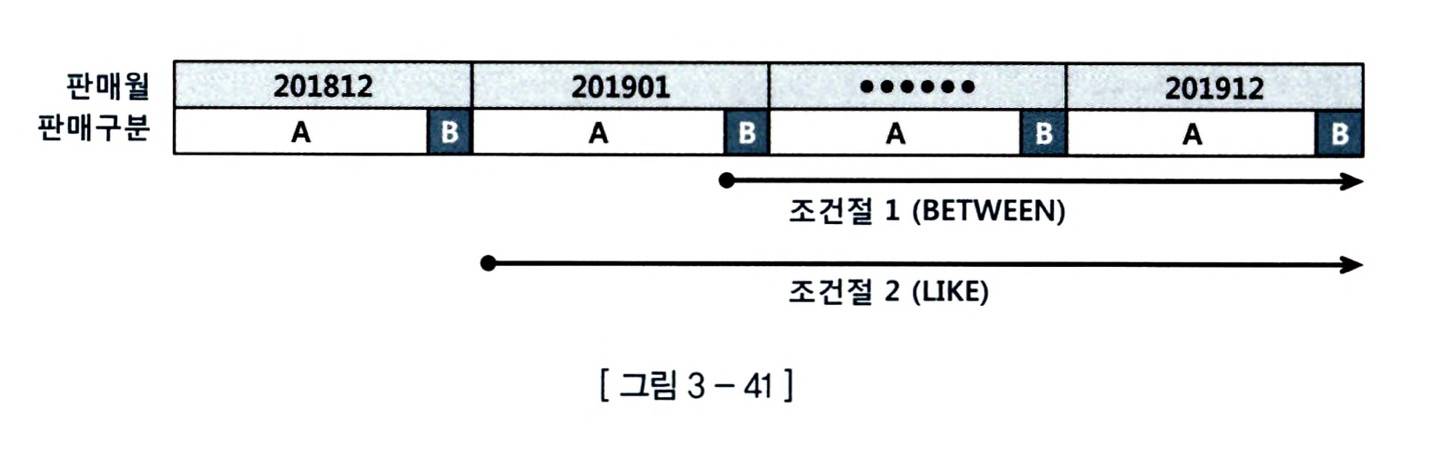 판매월 201812 201901 ●●●●●● 201912
판매구분 A B A B A B A B
조건절 1 (BETWEEN)
조건절 2 (LIKE)
[ 그림 3 – 41 ]